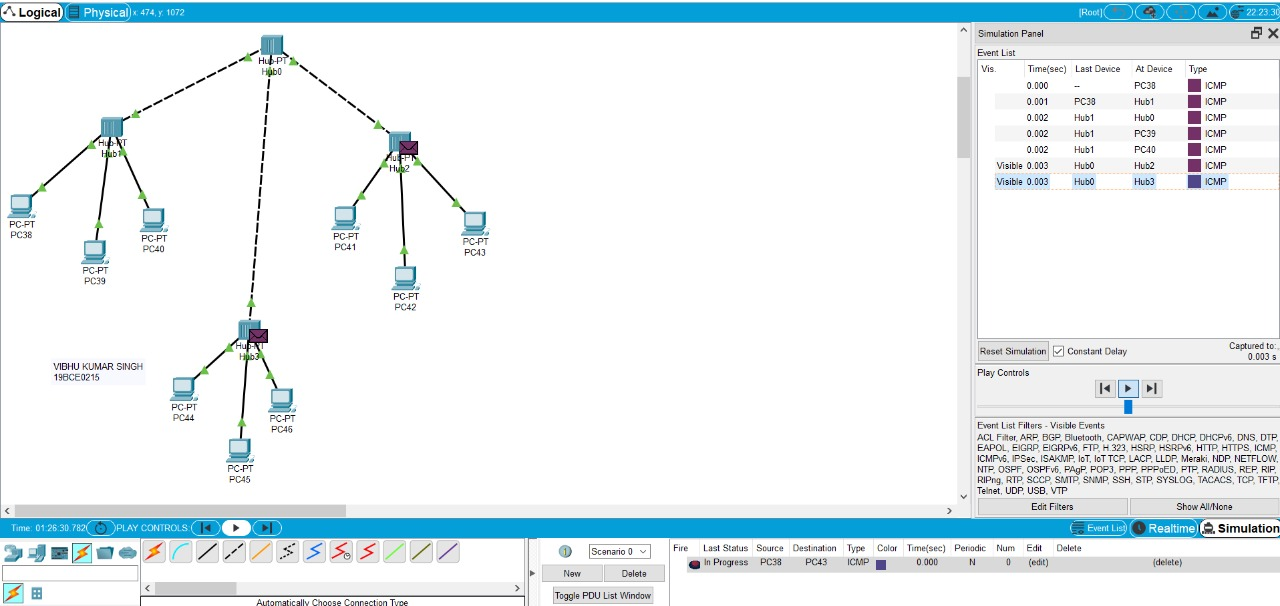 Logical Physical x: 474, y: 1072 [Root] 22:23:30
Hub-PT
Hub0
Hub-PT
Hub1
Hub-PT
Hub2
PC-PT
PC38
PC-PT
PC39
PC-PT
PC40
PC-PT
PC41
PC-PT
PC42
PC-PT
PC43
Hub-PT
Hub3
VIBHU KUMAR SINGH
19BCE0215
PC-PT
PC44
PC-PT
PC45
PC-PT
PC46
Simulation Panel
Event List
Vis. Time(sec) Last Device At Device Type
0.000 -- PC38 ICMP
0.001 PC38 Hub1 ICMP
0.002 Hub1 Hub0 ICMP
0.002 Hub1 PC39 ICMP
0.002 Hub1 PC40 ICMP
Visible 0.003 Hub0 Hub2 ICMP
Visible 0.003 Hub0 Hub3 ICMP
Reset Simulation Constant Delay Captured to:
0.003 s
Play Controls
Event List Filters - Visible Events
ACL Filter, ARP, BGP, Bluetooth, CAPWAP, CDP, DHCP, DHCPv6, DNS, DTP,
EAPOL, EIGRP, EIGRPv6, FTP, H.323, HSRP, HSRPv6, HTTP, HTTPS, ICMP,
ICMPv6, IPSec, ISAKMP, IoT, IoT TCP, LACP, LLDP, Meraki, NDP, NETFLOW,
NTP, OSPF, OSPFv6, PAgP, POP3, PPP, PPPoED, PTP, RADIUS, REP, RIP,
RIPng, RTP, SCCP, SMTP, SNMP, SSH, STP, SYSLOG, TACACS, TCP, TFTP,
Telnet, UDP, USB, VTP
Edit Filters Show All/None
Time: 01:26:30.782 PLAY CONTROLS: Event List Realtime Simulation
Automatically Choose Connection Type
Scenario 0
New Delete
Toggle PDU List Window
Fire Last Status Source Destination Type Color Time(sec) Periodic Num Edit Delete
In Progress PC38 PC43 ICMP 0.000 N 0 (edit) (delete)